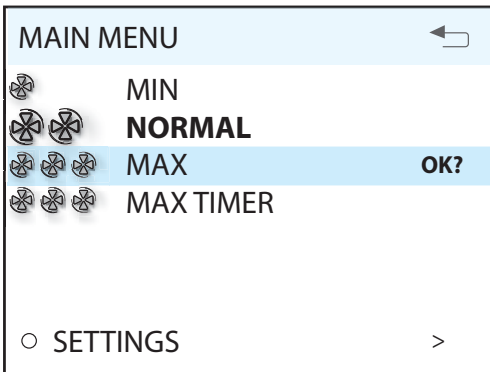 MAIN MENU
MIN
NORMAL
MAX OK?
MAX TIMER
SETTINGS >